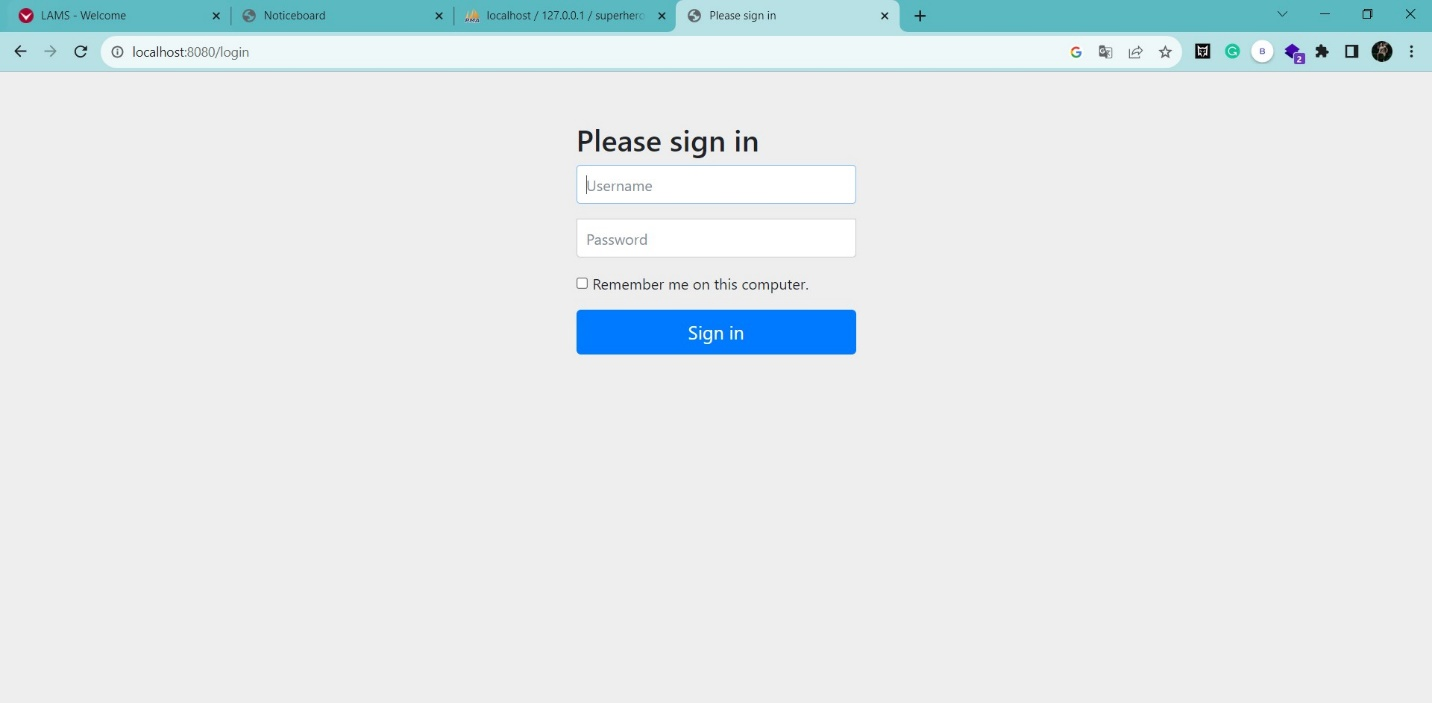 LAMS - Welcome
Noticeboard
localhost / 127.0.0.1 / superhero
Please sign in
localhost:8080/login
2
Please sign in
Username
Password
Remember me on this computer.
Sign in